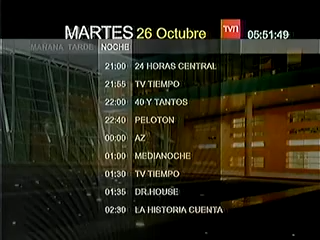 MARTES 26 Octubre tvn 05:51:49
MAÑANA TARDE NOCHE
21:00 24 HORAS CENTRAL
21:55 TV TIEMPO
22:00 40 Y TANTOS
22:40 PELOTON
00:00 AZ
01:00 MEDIANOCHE
01:30 TV TIEMPO
01:35 DR.HOUSE
02:30 LA HISTORIA CUENTA